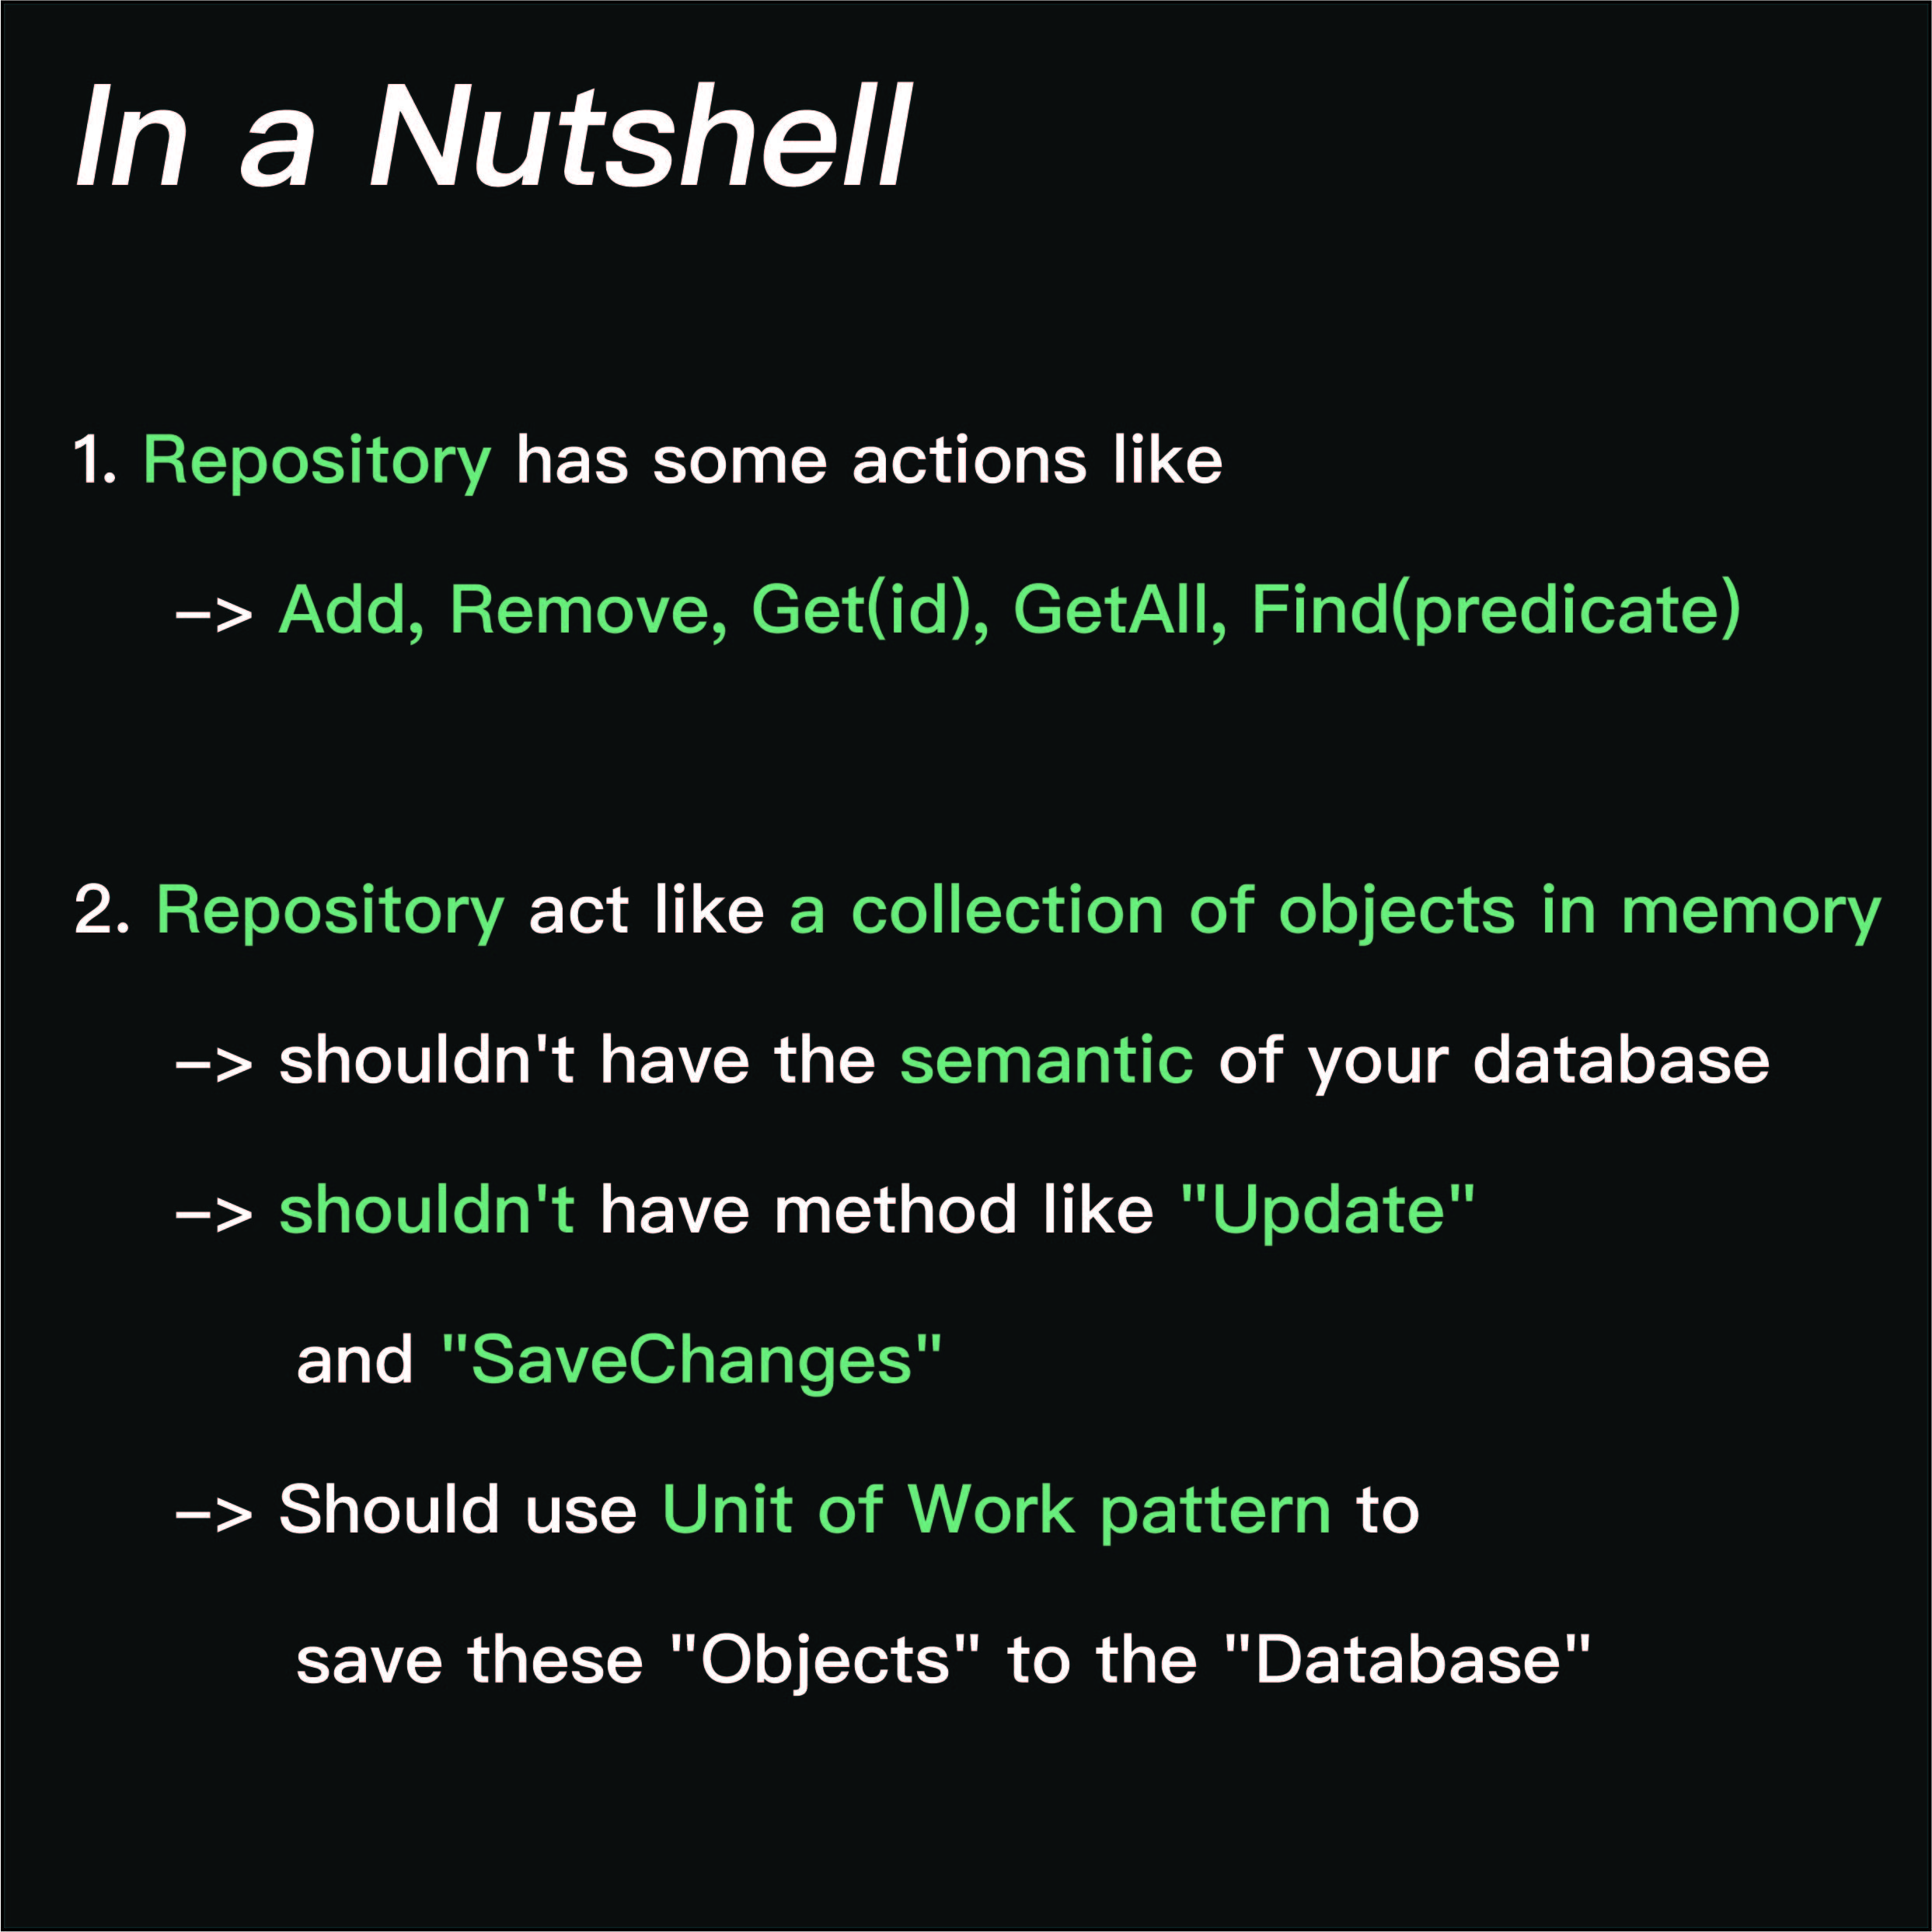 In a Nutshell
1. Repository has some actions like
–> Add, Remove, Get(id), GetAll, Find(predicate)
2. Repository act like a collection of objects in memory
–> shouldn't have the semantic of your database
–> shouldn't have method like "Update"
and "SaveChanges"
–> Should use Unit of Work pattern to
save these "Objects" to the "Database"